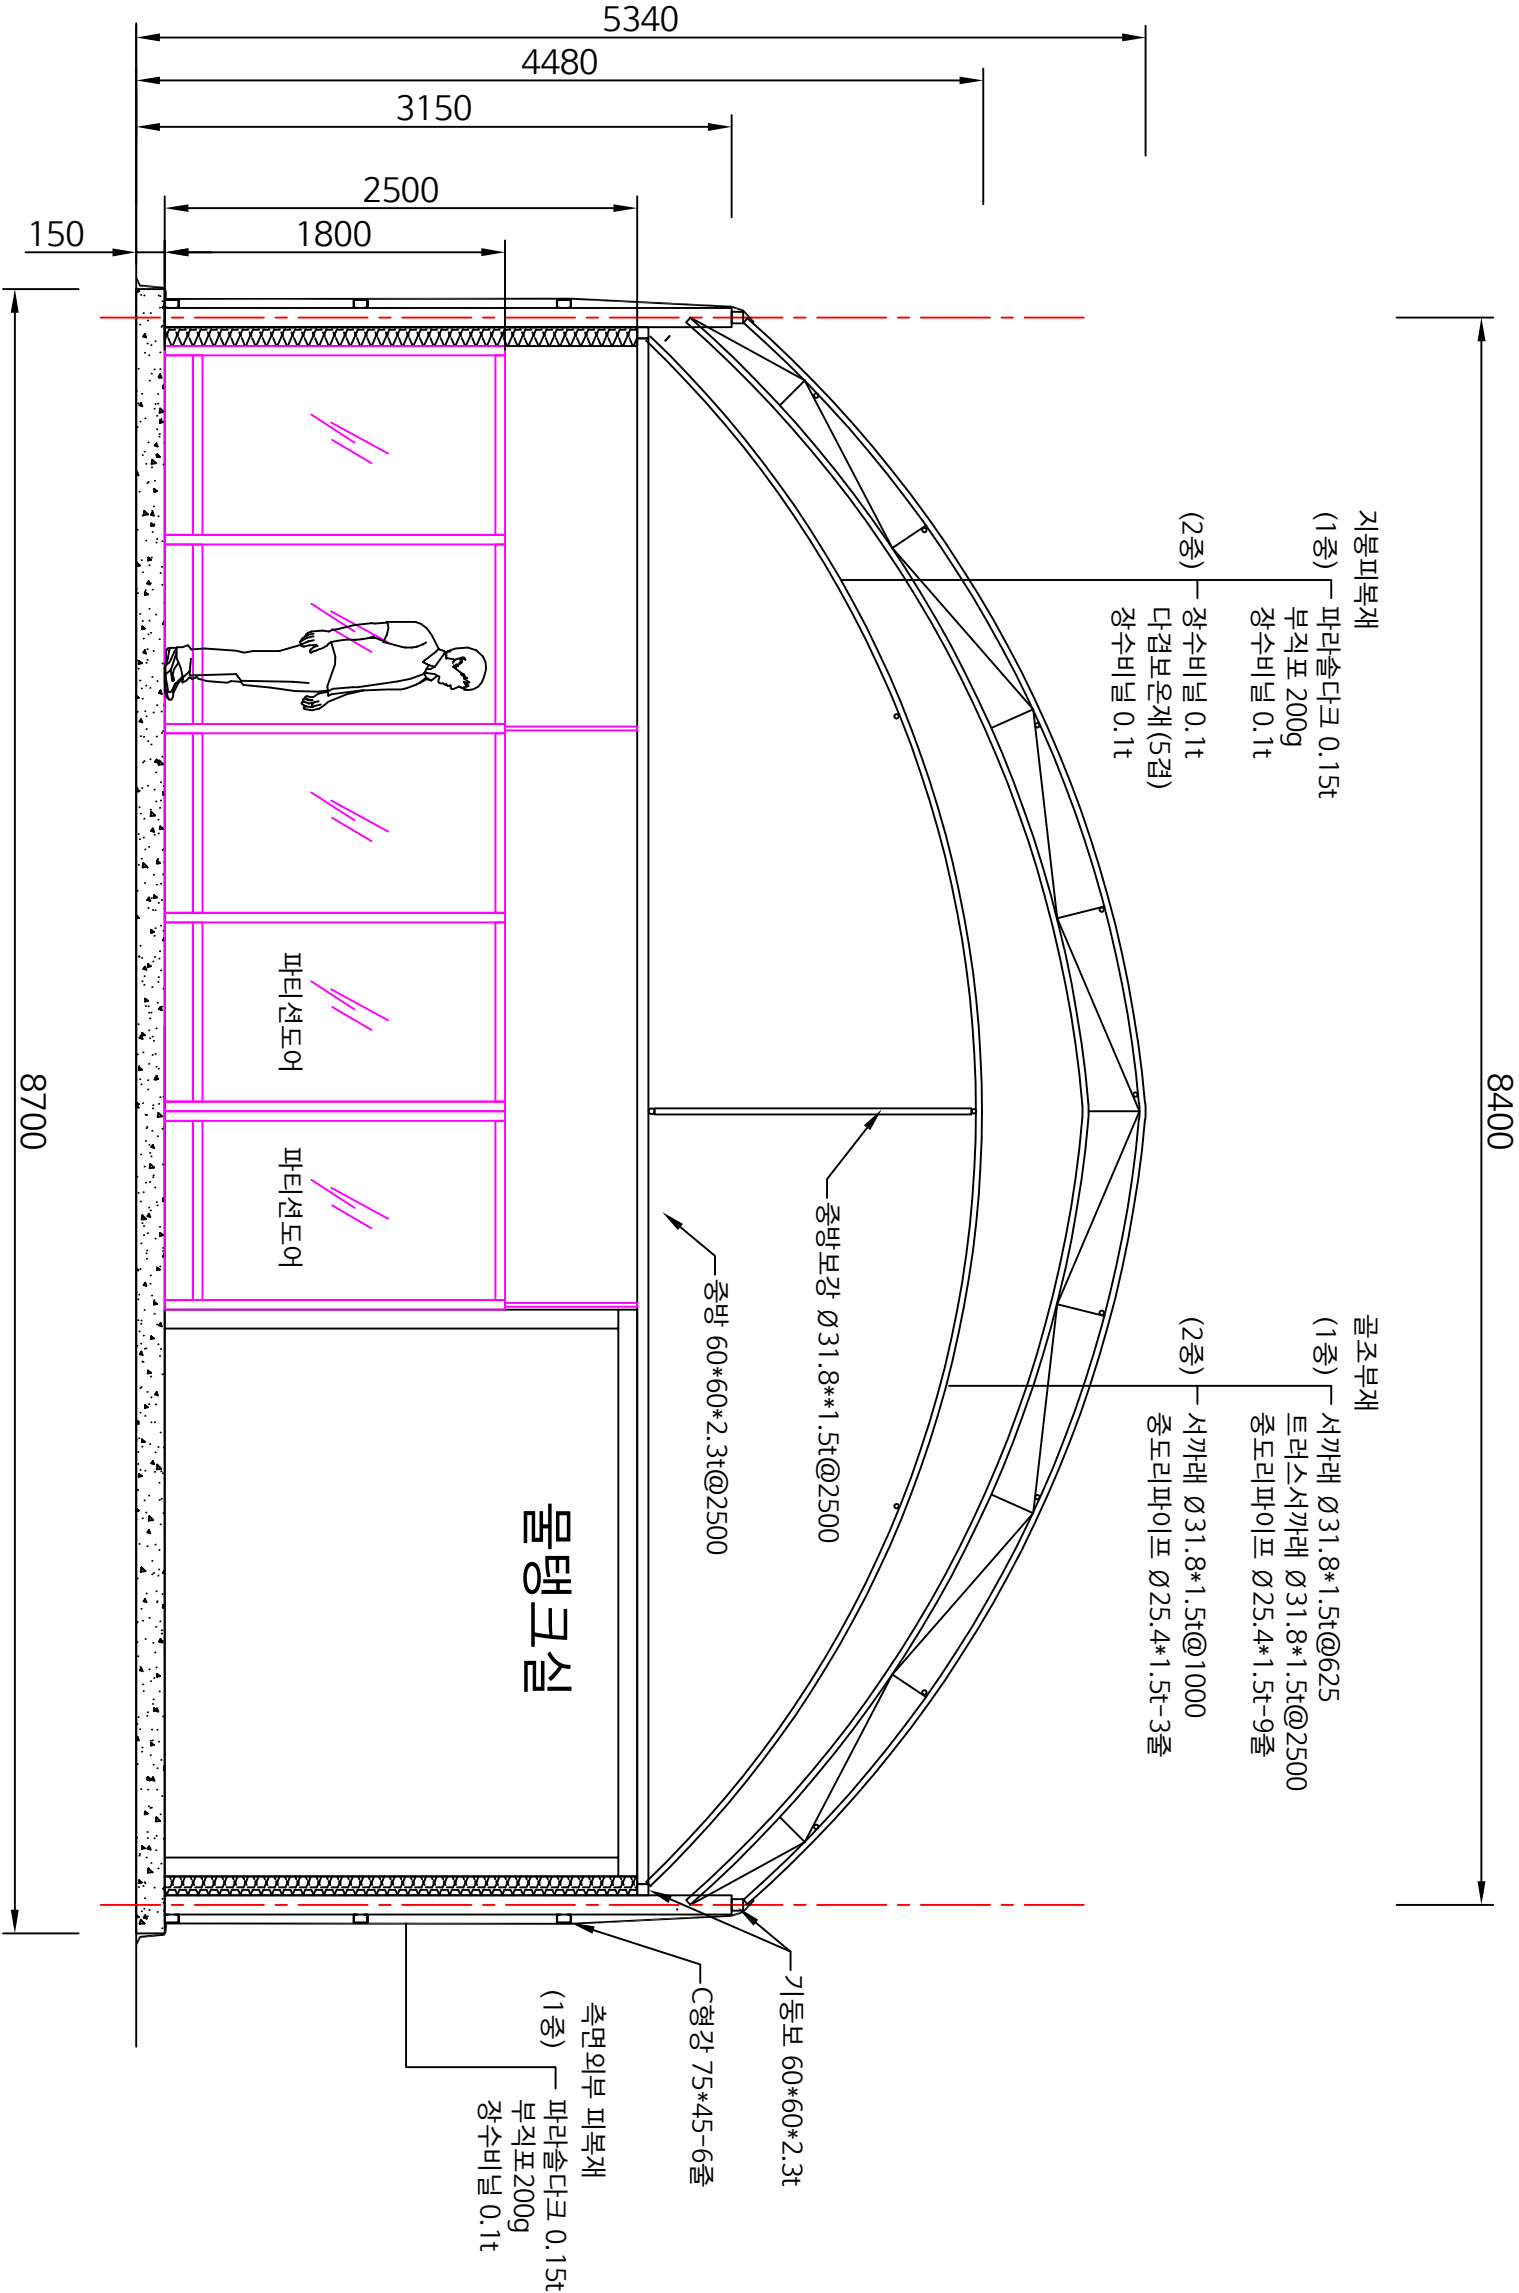 지붕피복재
(1중) 파라솔다크 0.15t
부직포 200g
장수비닐 0.1t
(2중) 장수비닐 0.1t
다겹보온재(5겹)
장수비닐 0.1t
골조부재
(1중) 서까래 Ø31.8*1.5t@625
트러스서까래 Ø31.8*1.5t@2500
중도리파이프 Ø25.4*1.5t-9줄
(2중) 서까래 Ø31.8*1.5t@1000
중도리파이프 Ø25.4*1.5t-3줄
8400
5340
4480
3150
2500
1800
150
중방보강 Ø31.8**1.5t@2500
중방 60*60*2.3t@2500
기둥보 60*60*2.3t
C형강 75*45-6줄
측면외부 피복재
(1중) 파라솔다크 0.15t
부직포200g
장수비닐 0.1t
물탱크실
파티션도어
파티션도어
8700